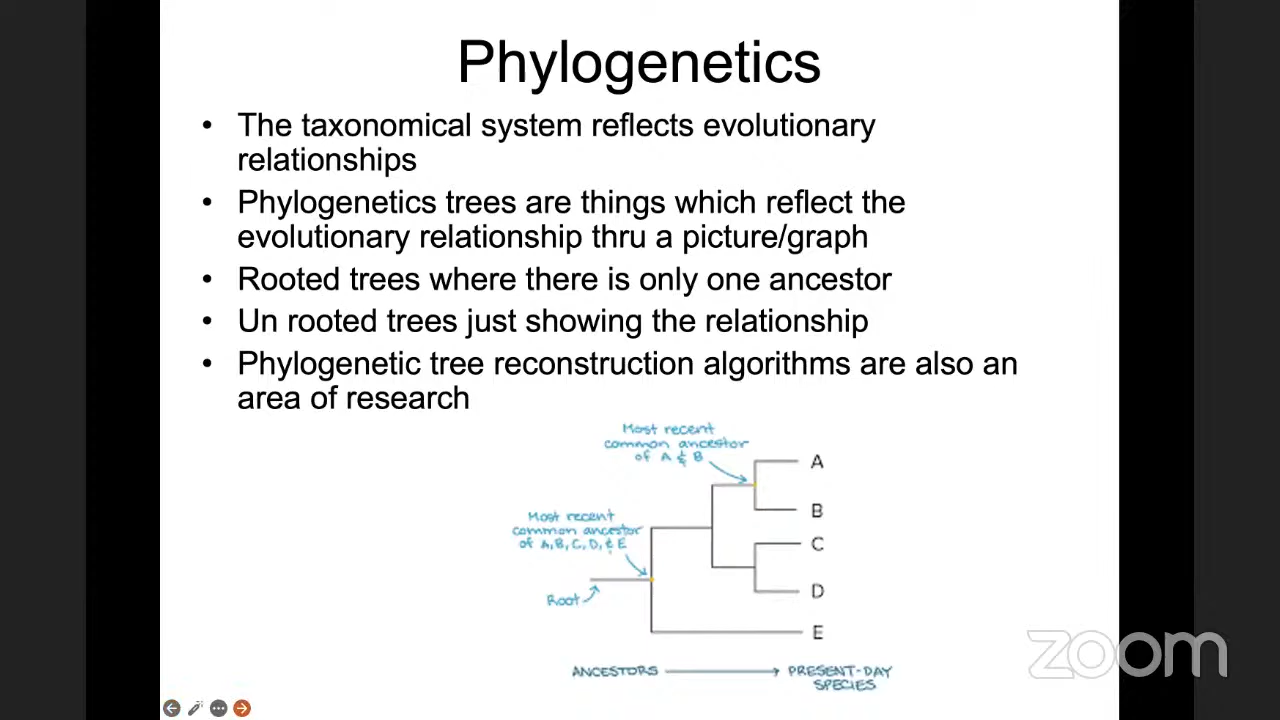 Phylogenetics
• The taxonomical system reflects evolutionary
relationships
• Phylogenetics trees are things which reflect the
evolutionary relationship thru a picture/graph
• Rooted trees where there is only one ancestor
• Un rooted trees just showing the relationship
• Phylogenetic tree reconstruction algorithms are also an
area of research
Most recent
common ancestor
of A & B
A
B
Most recent
common ancestor
of A, B, C, D, & E
C
D
Root
E
ANCESTORS
PRESENT-DAY
SPECIES
zoom